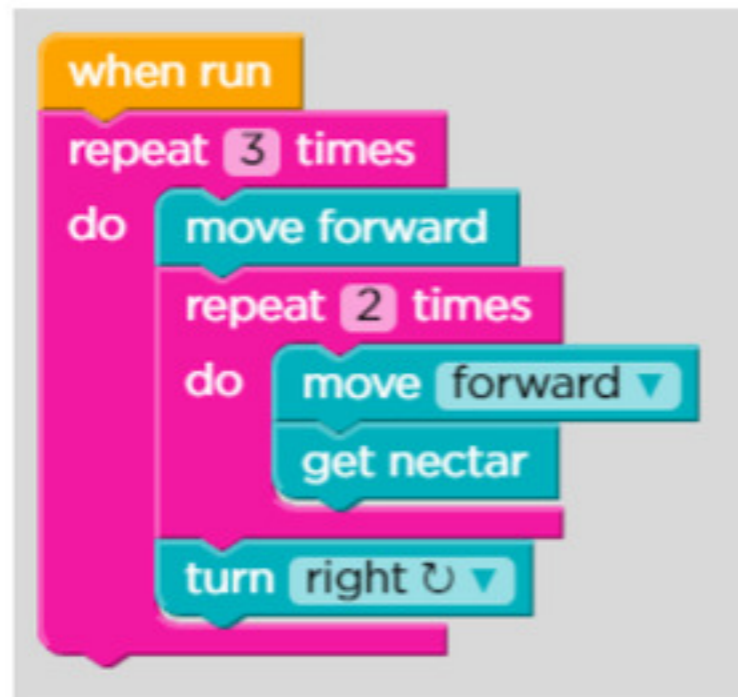 when run
repeat 3 times
do move forward
repeat 2 times
do move forward ▼
get nectar
turn right ↻ ▼